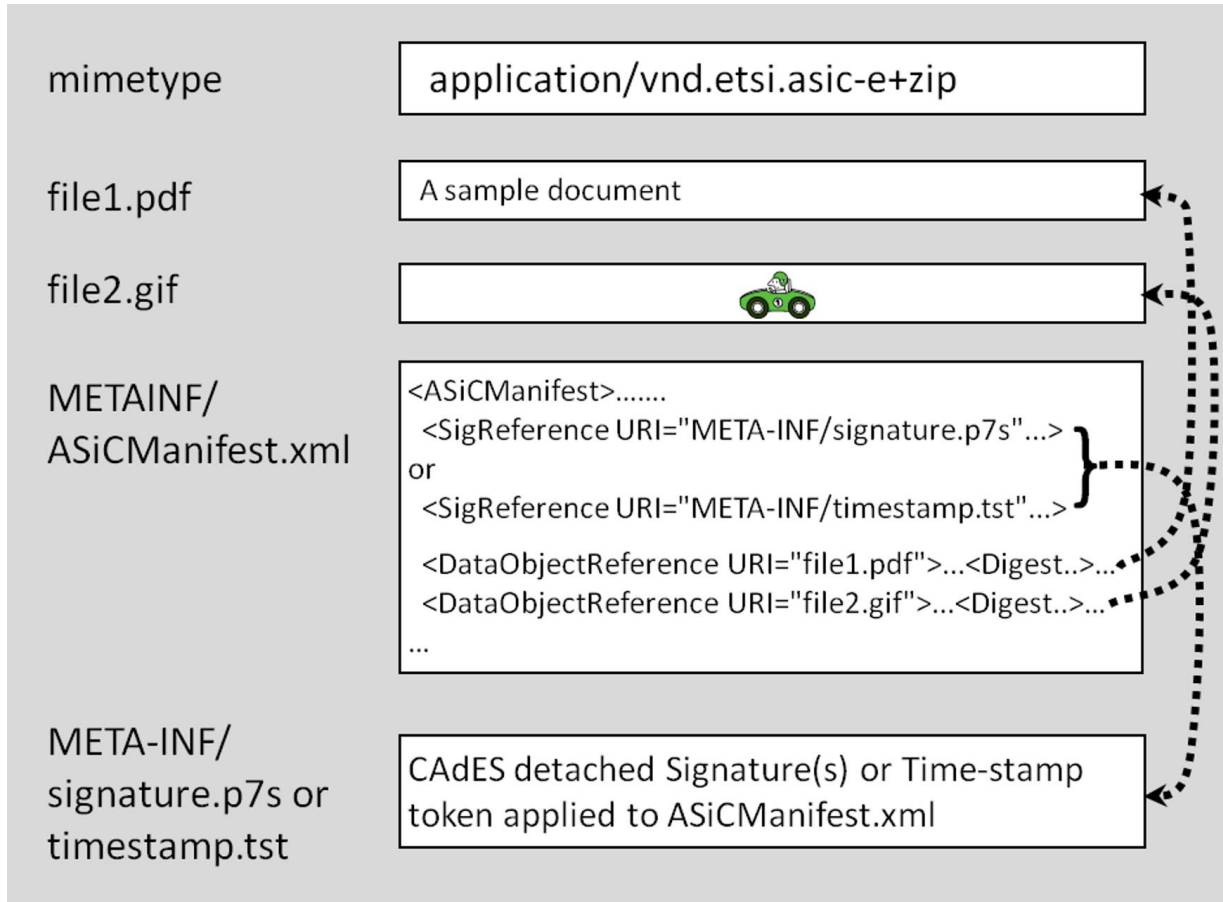 mimetype
application/vnd.etsi.asic-e+zip
file1.pdf
A sample document
file2.gif
1
METAINF/
ASiCManifest.xml
<ASiCManifest>.......
<SigReference URI="META-INF/signature.p7s"...>
or
<SigReference URI="META-INF/timestamp.tst"...>
<DataObjectReference URI="file1.pdf">...<Digest..>...
<DataObjectReference URI="file2.gif">...<Digest..>...
...
META-INF/
signature.p7s or
timestamp.tst
CAdES detached Signature(s) or Time-stamp
token applied to ASiCManifest.xml